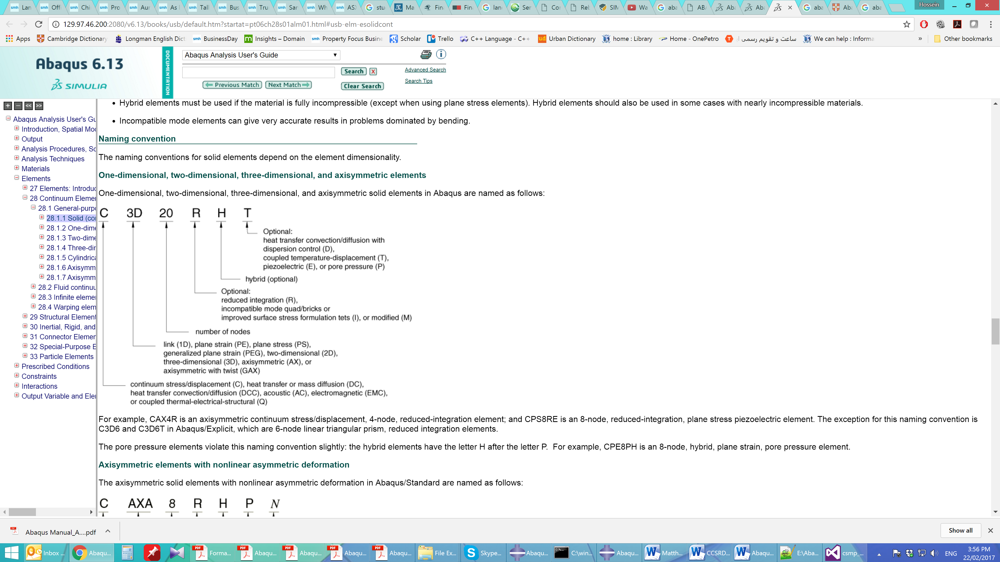 Lan
Off
Chi
Pro
Aur
As I
Tall
Bus
Tru
Sar
Wh
AS
stu
Ma
Fin
Fin
lan
Ser
Cor
Reb
SIM
Wa
aba
ABA
Aba
Aba
aba
Aba
aba
Hossein
129.97.46.200:2080/v6.13/books/usb/default.htm?startat=pt06ch28s01alm01.html#usb-elm-esolidcont
Apps
Cambridge Dictionary
Longman English Dict
smh BusinessDay
Insights – Domain
smh Property Focus Busine
Scholar
Trello
C++ Language - C++
ud Urban Dictionary
home : Library
Home - OnePetro
ساعت و تقویم رسمی ا
We can help : Informa
»
Other bookmarks
Abaqus 6.13
SIMULIA
DOCUMENTATION
Abaqus Analysis User's Guide
Search X
Advanced Search
Previous Match Next Match
Clear Search
Search Tips
+ − << >>
Abaqus Analysis User's Gu
Introduction, Spatial Mod
Output
Analysis Procedures, So
Analysis Techniques
Materials
Elements
27 Elements: Introduc
28 Continuum Elemen
28.1 General-purpo
28.1.1 Solid (con
28.1.2 One-dime
28.1.3 Two-dime
28.1.4 Three-dim
28.1.5 Cylindrica
28.1.6 Axisymm
28.1.7 Axisymm
28.2 Fluid continuu
28.3 Infinite elemen
28.4 Warping elem
29 Structural Element
30 Inertial, Rigid, and
31 Connector Elemen
32 Special-Purpose E
33 Particle Elements
Prescribed Conditions
Constraints
Interactions
Output Variable and Eler
• Hybrid elements must be used if the material is fully incompressible (except when using plane stress elements). Hybrid elements should also be used in some cases with nearly incompressible materials.
• Incompatible mode elements can give very accurate results in problems dominated by bending.
Naming convention
The naming conventions for solid elements depend on the element dimensionality.
One-dimensional, two-dimensional, three-dimensional, and axisymmetric elements
One-dimensional, two-dimensional, three-dimensional, and axisymmetric solid elements in Abaqus are named as follows:
C 3D 20 R H T
Optional:
heat transfer convection/diffusion with
dispersion control (D),
coupled temperature-displacement (T),
piezoelectric (E), or pore pressure (P)
hybrid (optional)
Optional:
reduced integration (R),
incompatible mode quad/bricks or
improved surface stress formulation tets (I), or modified (M)
number of nodes
link (1D), plane strain (PE), plane stress (PS),
generalized plane strain (PEG), two-dimensional (2D),
three-dimensional (3D), axisymmetric (AX), or
axisymmetric with twist (GAX)
continuum stress/displacement (C), heat transfer or mass diffusion (DC),
heat transfer convection/diffusion (DCC), acoustic (AC), electromagnetic (EMC),
or coupled thermal-electrical-structural (Q)
For example, CAX4R is an axisymmetric continuum stress/displacement, 4-node, reduced-integration element; and CPS8RE is an 8-node, reduced-integration, plane stress piezoelectric element. The exception for this naming convention is
C3D6 and C3D6T in Abaqus/Explicit, which are 6-node linear triangular prism, reduced integration elements.
The pore pressure elements violate this naming convention slightly: the hybrid elements have the letter H after the letter P. For example, CPE8PH is an 8-node, hybrid, plane strain, pore pressure element.
Axisymmetric elements with nonlinear asymmetric deformation
The axisymmetric solid elements with nonlinear asymmetric deformation in Abaqus/Standard are named as follows:
C AXA 8 R H P N
Abaqus Manual_A....pdf
Show all
Inbox ...
Abaqu...
Forma...
Abaqu...
Abaqu...
Abaqu...
Abaqu...
File Ex...
Skype...
Abaqu...
C:\win...
Abaqu...
Matth...
CCSRD...
Abaqu...
E:\Aba...
csmp_...
ENG
3:56 PM
22/02/2017